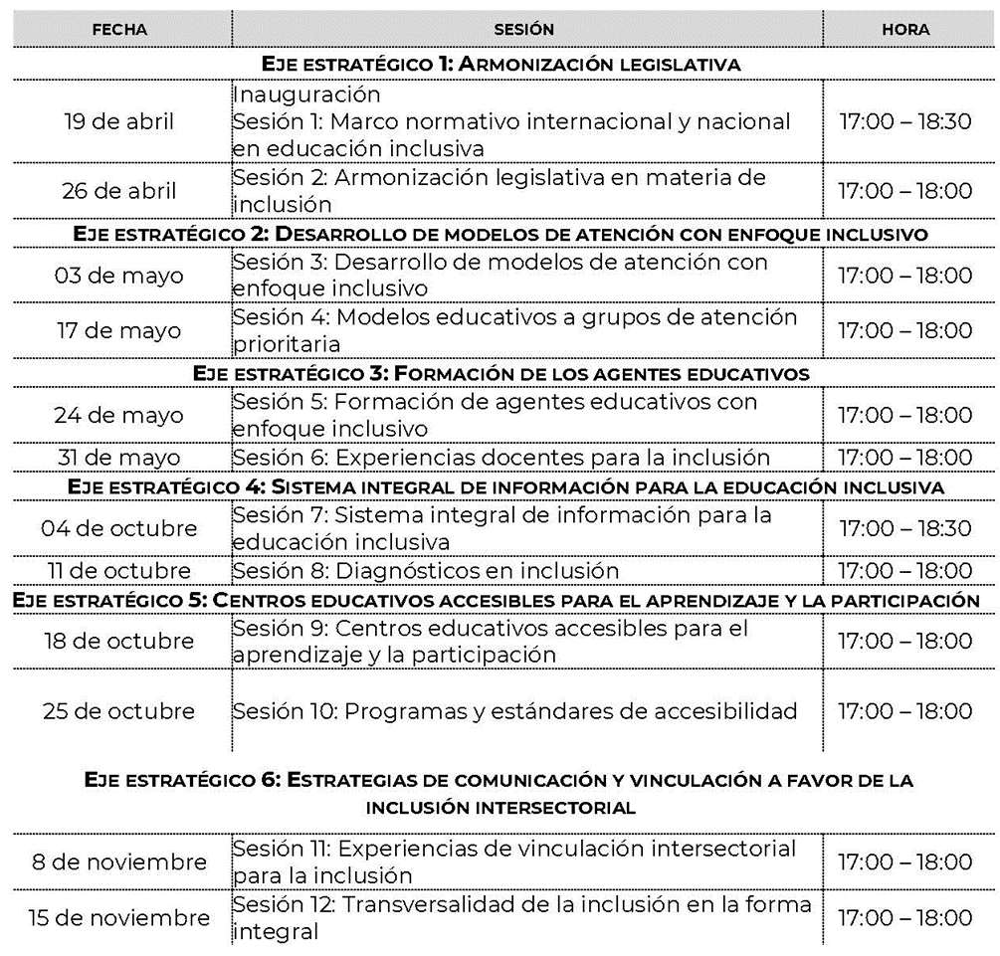 FECHA SESIÓN HORA
EJE ESTRATÉGICO 1: ARMONIZACIÓN LEGISLATIVA
19 de abril
Inauguración
Sesión 1: Marco normativo internacional y nacional
en educación inclusiva
17:00 – 18:30
26 de abril
Sesión 2: Armonización legislativa en materia de
inclusión
17:00 – 18:00
EJE ESTRATÉGICO 2: DESARROLLO DE MODELOS DE ATENCIÓN CON ENFOQUE INCLUSIVO
03 de mayo
Sesión 3: Desarrollo de modelos de atención con
enfoque inclusivo
17:00 – 18:00
17 de mayo
Sesión 4: Modelos educativos a grupos de atención
prioritaria
17:00 – 18:00
EJE ESTRATÉGICO 3: FORMACIÓN DE LOS AGENTES EDUCATIVOS
24 de mayo
Sesión 5: Formación de agentes educativos con
enfoque inclusivo
17:00 – 18:00
31 de mayo Sesión 6: Experiencias docentes para la inclusión 17:00 – 18:00
EJE ESTRATÉGICO 4: SISTEMA INTEGRAL DE INFORMACIÓN PARA LA EDUCACIÓN INCLUSIVA
04 de octubre
Sesión 7: Sistema integral de información para la
educación inclusiva
17:00 – 18:30
11 de octubre Sesión 8: Diagnósticos en inclusión 17:00 – 18:00
EJE ESTRATÉGICO 5: CENTROS EDUCATIVOS ACCESIBLES PARA EL APRENDIZAJE Y LA PARTICIPACIÓN
18 de octubre
Sesión 9: Centros educativos accesibles para el
aprendizaje y la participación
17:00 – 18:00
25 de octubre Sesión 10: Programas y estándares de accesibilidad 17:00 – 18:00
EJE ESTRATÉGICO 6: ESTRATEGIAS DE COMUNICACIÓN Y VINCULACIÓN A FAVOR DE LA
INCLUSIÓN INTERSECTORIAL
8 de noviembre
Sesión 11: Experiencias de vinculación intersectorial
para la inclusión
17:00 – 18:00
15 de noviembre
Sesión 12: Transversalidad de la inclusión en la forma
integral
17:00 – 18:00